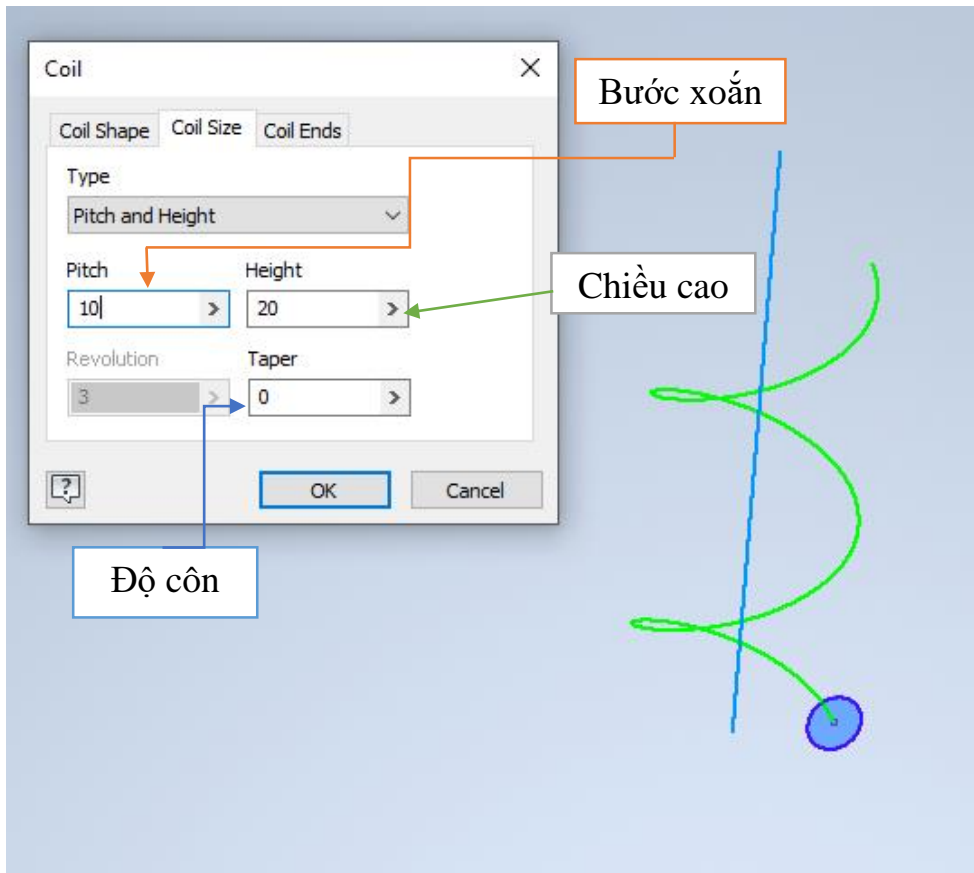 Coil
Bước xoắn
Coil Shape Coil Size Coil Ends
Type
Pitch and Height
Pitch Height
Chiều cao
10 > 20 >
Revolution Taper
3 > 0 >
? OK Cancel
Độ côn